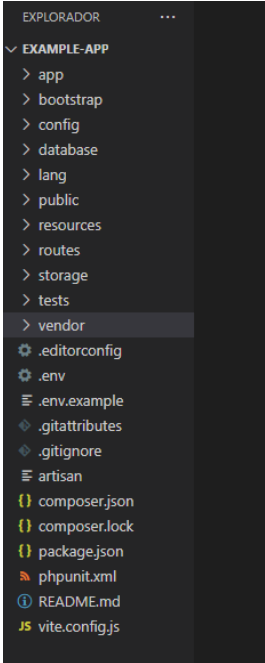 EXPLORADOR ...
EXAMPLE-APP
app
bootstrap
config
database
lang
public
resources
routes
storage
tests
vendor
.editorconfig
.env
.env.example
.gitattributes
.gitignore
artisan
{} composer.json
{} composer.lock
{} package.json
phpunit.xml
README.md
JS vite.config.js